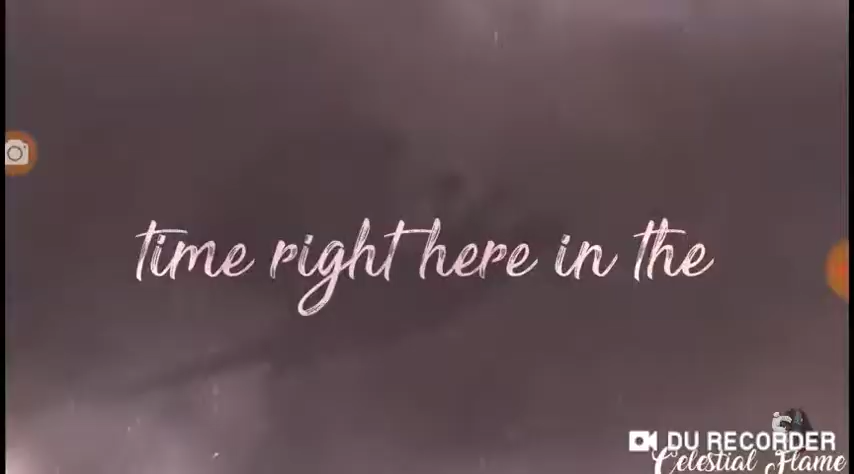 time right here in the
DU RECORDER
Celestial Flame